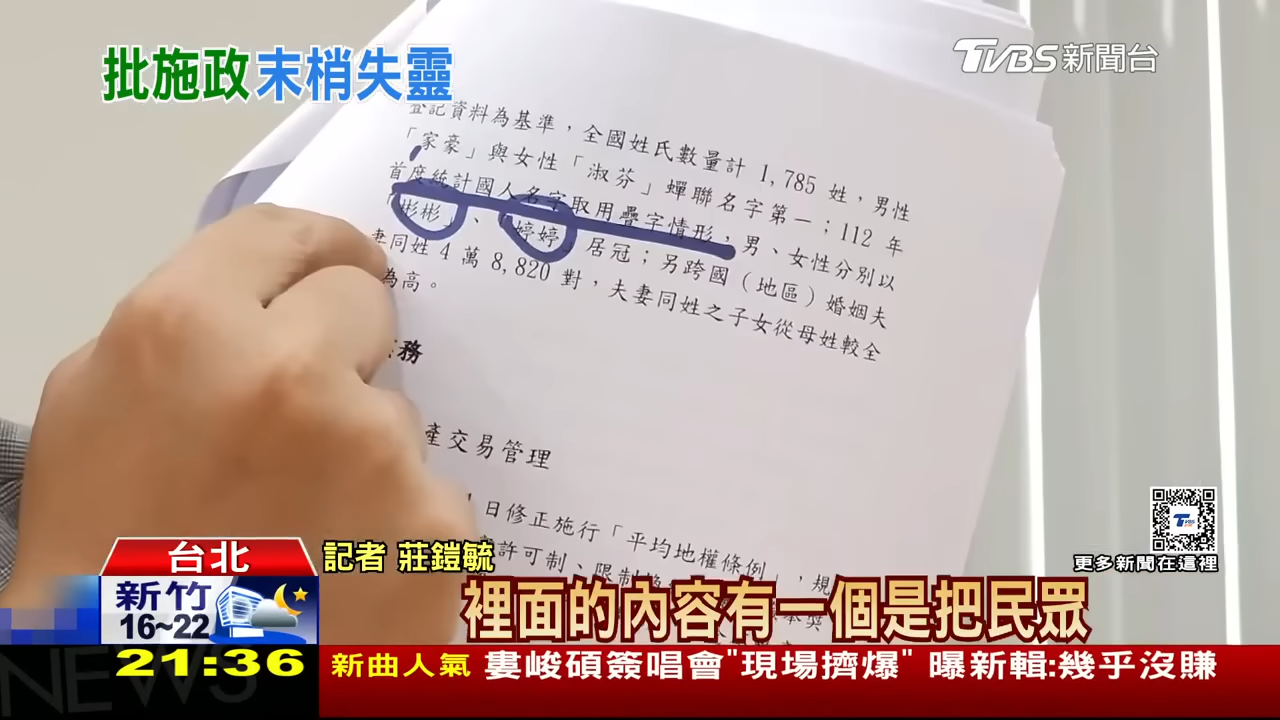 批施政末梢失靈
TVBS新聞台
登記資料為基準，全國姓氏數量計 1,785 姓，男性
「家豪」與女性「淑芬」蟬聯名字第一；112 年
首度統計國人名字取用疊字情形，男、女性分別以
「彬彬」、「婷婷」居冠；另跨國（地區）婚姻夫
妻同姓 4 萬 8,820 對，夫妻同姓之子女從母姓較全
為高。
務
產交易管理
1 日修正施行「平均地權條例」，規
許可制、限制換
更多新聞在這裡
台北
記者 莊鎧毓
新竹
16~22
裡面的內容有一個是把民眾
21:36
新曲人氣 婁峻碩簽唱會"現場擠爆" 曝新輯:幾乎沒賺
NEWS